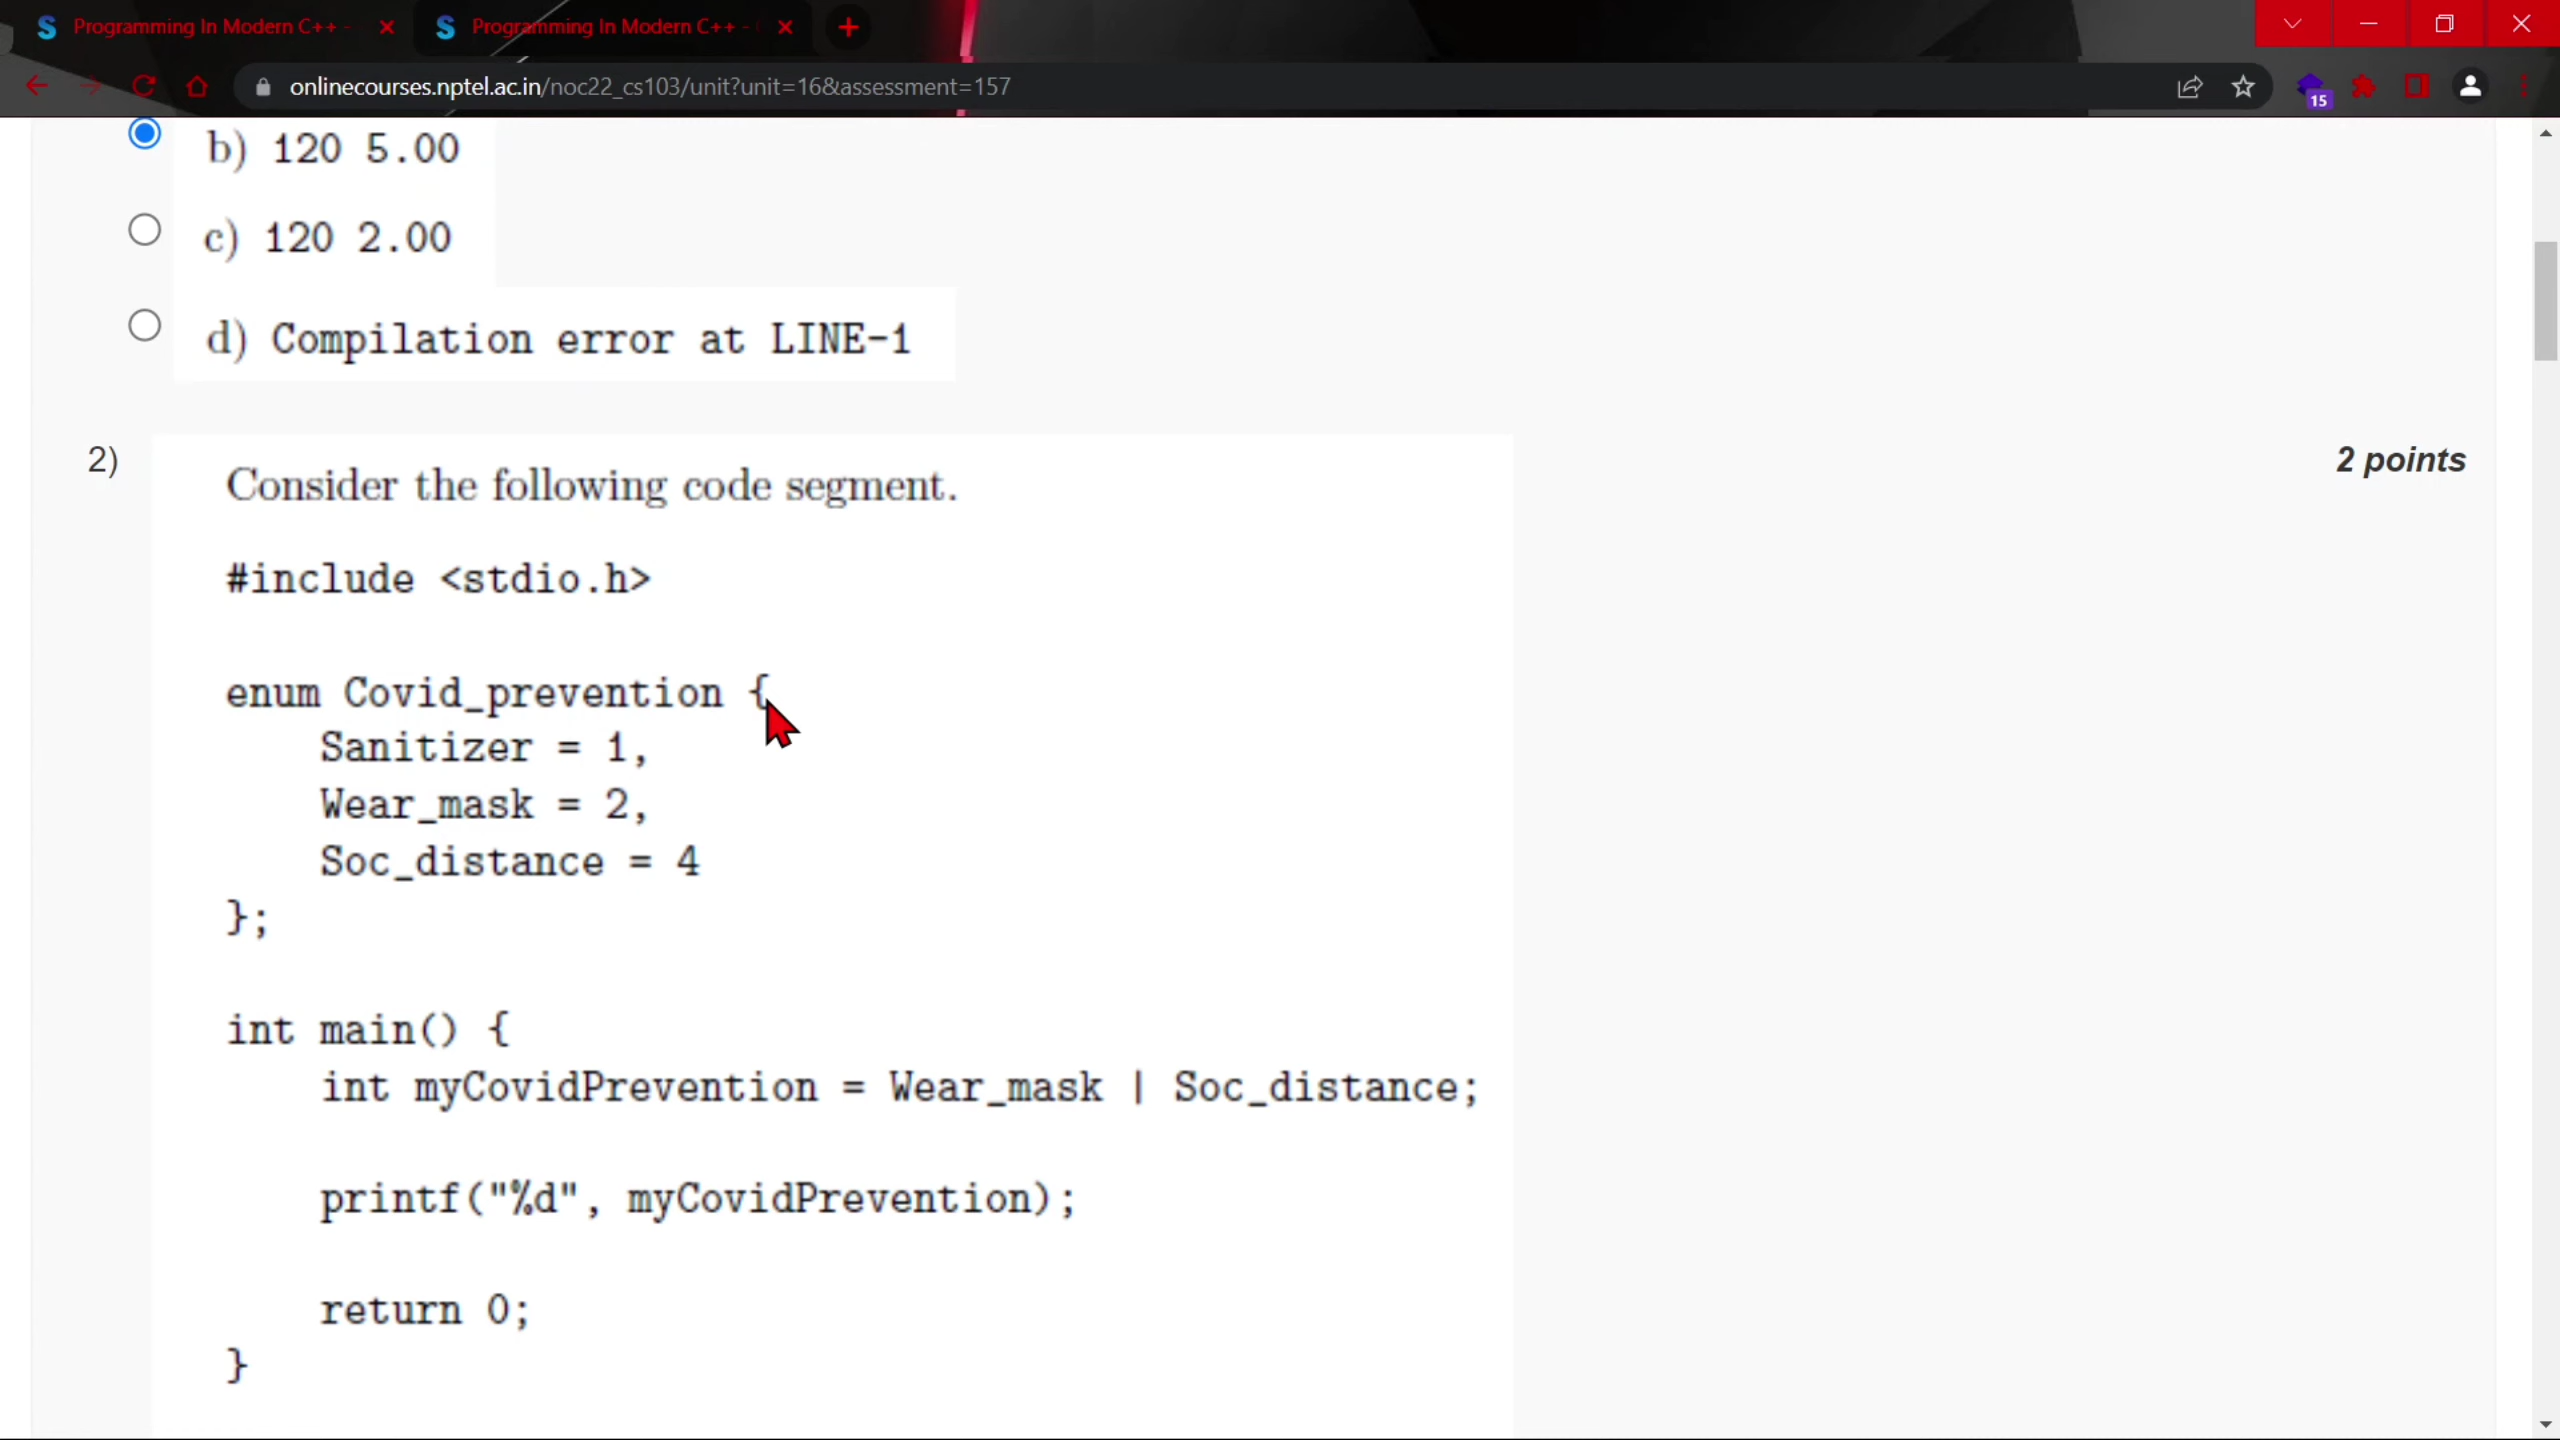 Programming In Modern C++ -
Programming In Modern C++ - (
onlinecourses.nptel.ac.in/noc22_cs103/unit?unit=16&assessment=157
15
b) 120 5.00
c) 120 2.00
d) Compilation error at LINE-1
2)
2 points
Consider the following code segment.
#include <stdio.h>
enum Covid_prevention {
Sanitizer = 1,
Wear_mask = 2,
Soc_distance = 4
};
int main() {
int myCovidPrevention = Wear_mask | Soc_distance;
printf("%d", myCovidPrevention);
return 0;
}